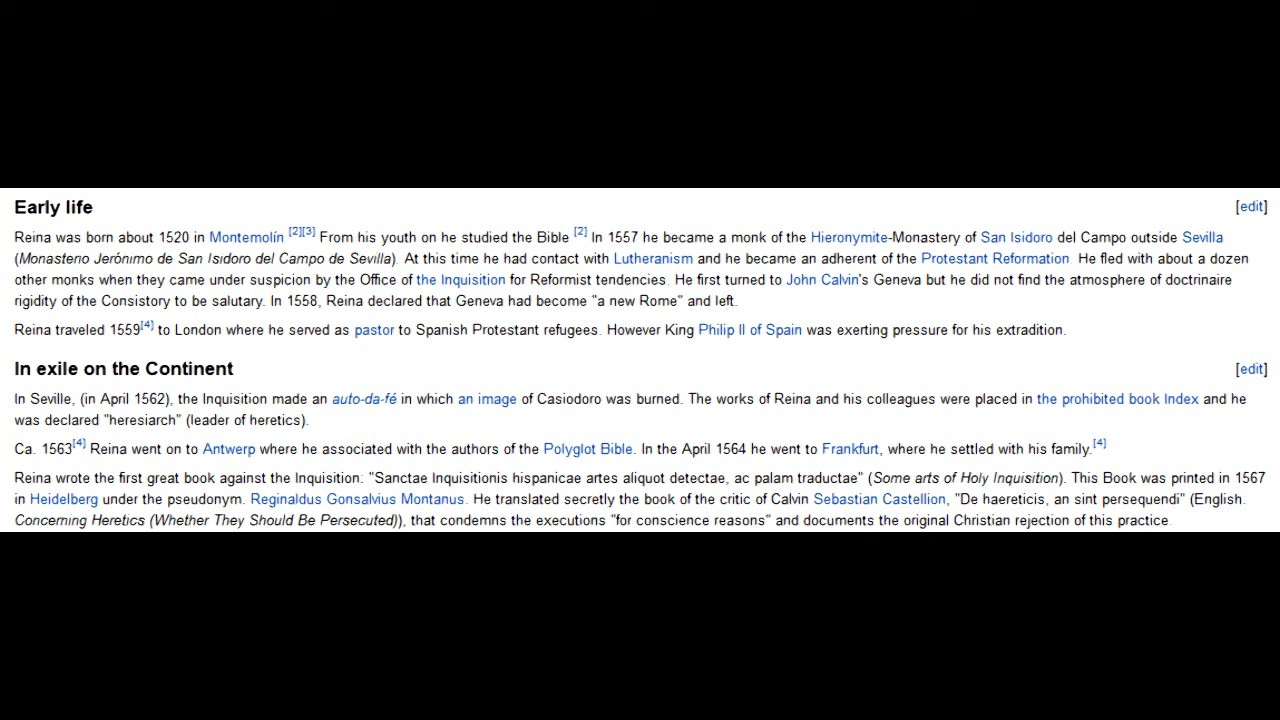 Early life [edit]
Reina was born about 1520 in Montemolín [2][3] From his youth on he studied the Bible [2] In 1557 he became a monk of the Hieronymite-Monastery of San Isidoro del Campo outside Sevilla
(Monasteno Jerónimo de San Isidoro del Campo de Sevilla). At this time he had contact with Lutheranism and he became an adherent of the Protestant Reformation. He fled with about a dozen
other monks when they came under suspicion by the Office of the Inquisition for Reformist tendencies. He first turned to John Calvin's Geneva but he did not find the atmosphere of doctrinaire
rigidity of the Consistory to be salutary. In 1558, Reina declared that Geneva had become "a new Rome" and left.
Reina traveled 1559[4] to London where he served as pastor to Spanish Protestant refugees. However King Philip II of Spain was exerting pressure for his extradition.
In exile on the Continent [edit]
In Seville, (in April 1562), the Inquisition made an auto-da-fé in which an image of Casiodoro was burned. The works of Reina and his colleagues were placed in the prohibited book Index and he
was declared "heresiarch" (leader of heretics).
Ca. 1563[4] Reina went on to Antwerp where he associated with the authors of the Polyglot Bible. In the April 1564 he went to Frankfurt, where he settled with his family.[4]
Reina wrote the first great book against the Inquisition: "Sanctae Inquisitionis hispanicae artes aliquot detectae, ac palam traductae" (Some arts of Holy Inquisition). This Book was printed in 1567
in Heidelberg under the pseudonym. Reginaldus Gonsalvius Montanus. He translated secretly the book of the critic of Calvin Sebastian Castellion, "De haereticis, an sint persequendi" (English.
Concerning Heretics (Whether They Should Be Persecuted)), that condemns the executions "for conscience reasons" and documents the original Christian rejection of this practice.